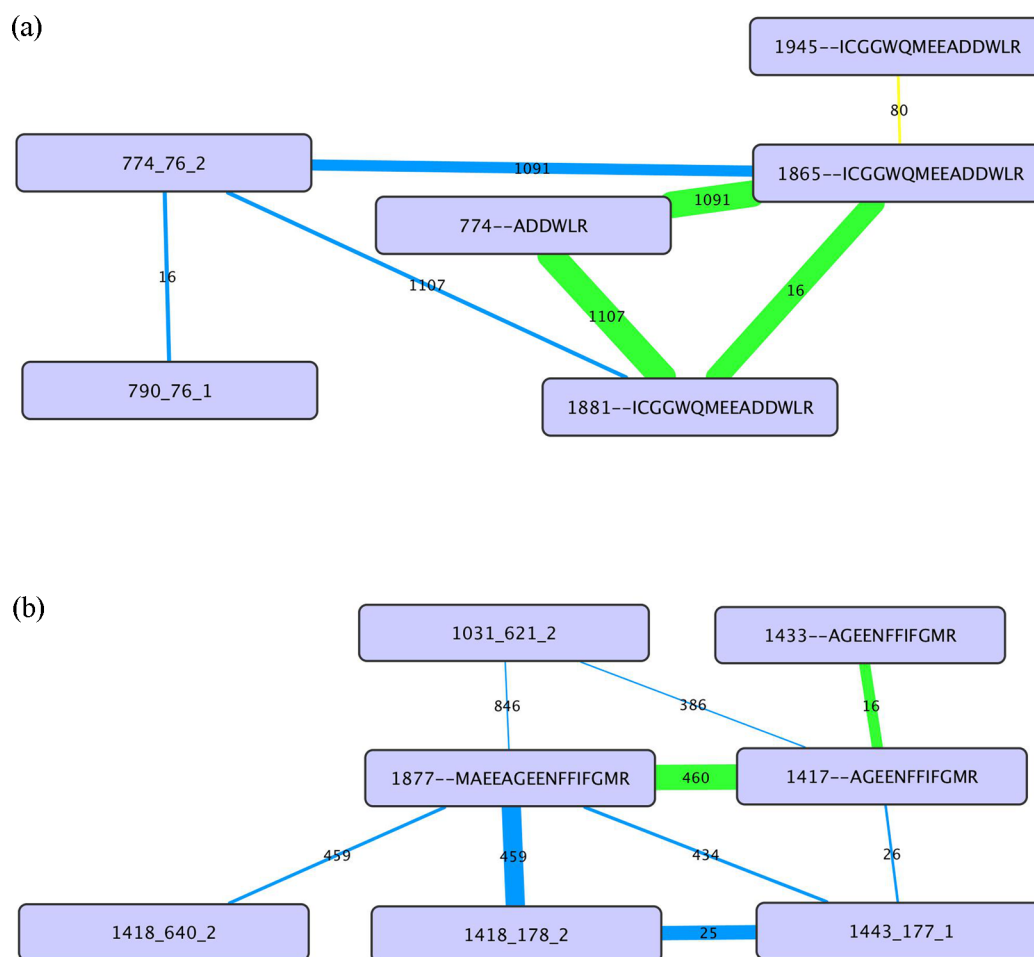 (a)
1945--ICGGWQMEEADDWLR
80
774_76_2
1091
1865--ICGGWQMEEADDWLR
1091
774--ADDWLR
16
1107
16
1107
790_76_1
1881--ICGGWQMEEADDWLR
(b)
1031_621_2
1433--AGEENFFIFGMR
846
386
16
1877--MAEEAGEENFFIFGMR
460
1417--AGEENFFIFGMR
459
459
434
26
1418_640_2
1418_178_2
25
1443_177_1